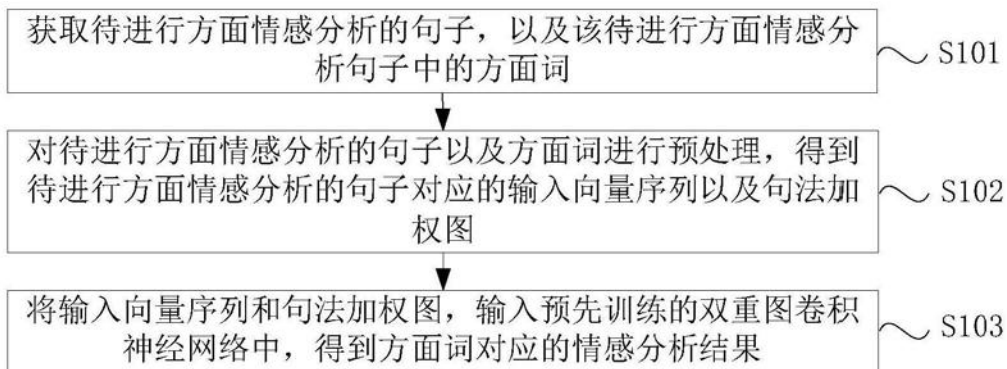 获取待进行方面情感分析的句子，以及该待进行方面情感分
析句子中的方面词
S101
对待进行方面情感分析的句子以及方面词进行预处理，得到
待进行方面情感分析的句子对应的输入向量序列以及句法加
权图
S102
将输入向量序列和句法加权图，输入预先训练的双重图卷积
神经网络中，得到方面词对应的情感分析结果
S103